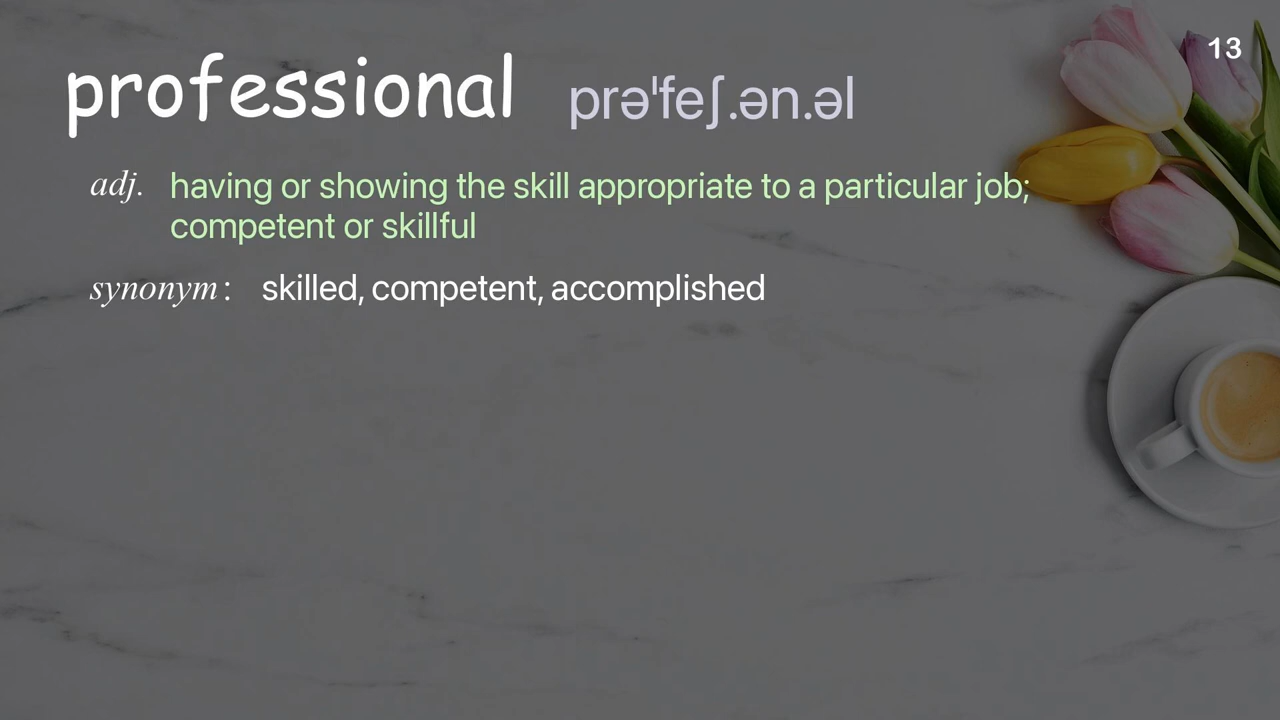 13
professional prəˈfeʃ.ən.əl
adj. having or showing the skill appropriate to a particular job;
competent or skillful
synonym: skilled, competent, accomplished